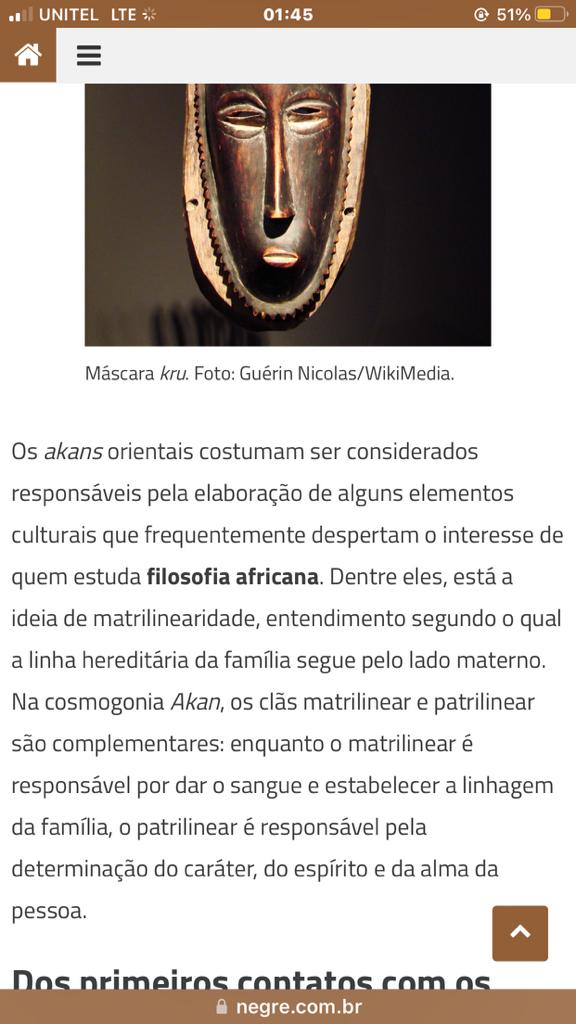 UNITEL LTE 01:45 51%
Máscara kru. Foto: Guérin Nicolas/WikiMedia.
Os akans orientais costumam ser considerados
responsáveis pela elaboração de alguns elementos
culturais que frequentemente despertam o interesse de
quem estuda filosofia africana. Dentre eles, está a
ideia de matrilinearidade, entendimento segundo o qual
a linha hereditária da família segue pelo lado materno.
Na cosmogonia Akan, os clãs matrilinear e patrilinear
são complementares: enquanto o matrilinear é
responsável por dar o sangue e estabelecer a linhagem
da família, o patrilinear é responsável pela
determinação do caráter, do espírito e da alma da
pessoa.
Dos primeiros contatos com os
negre.com.br